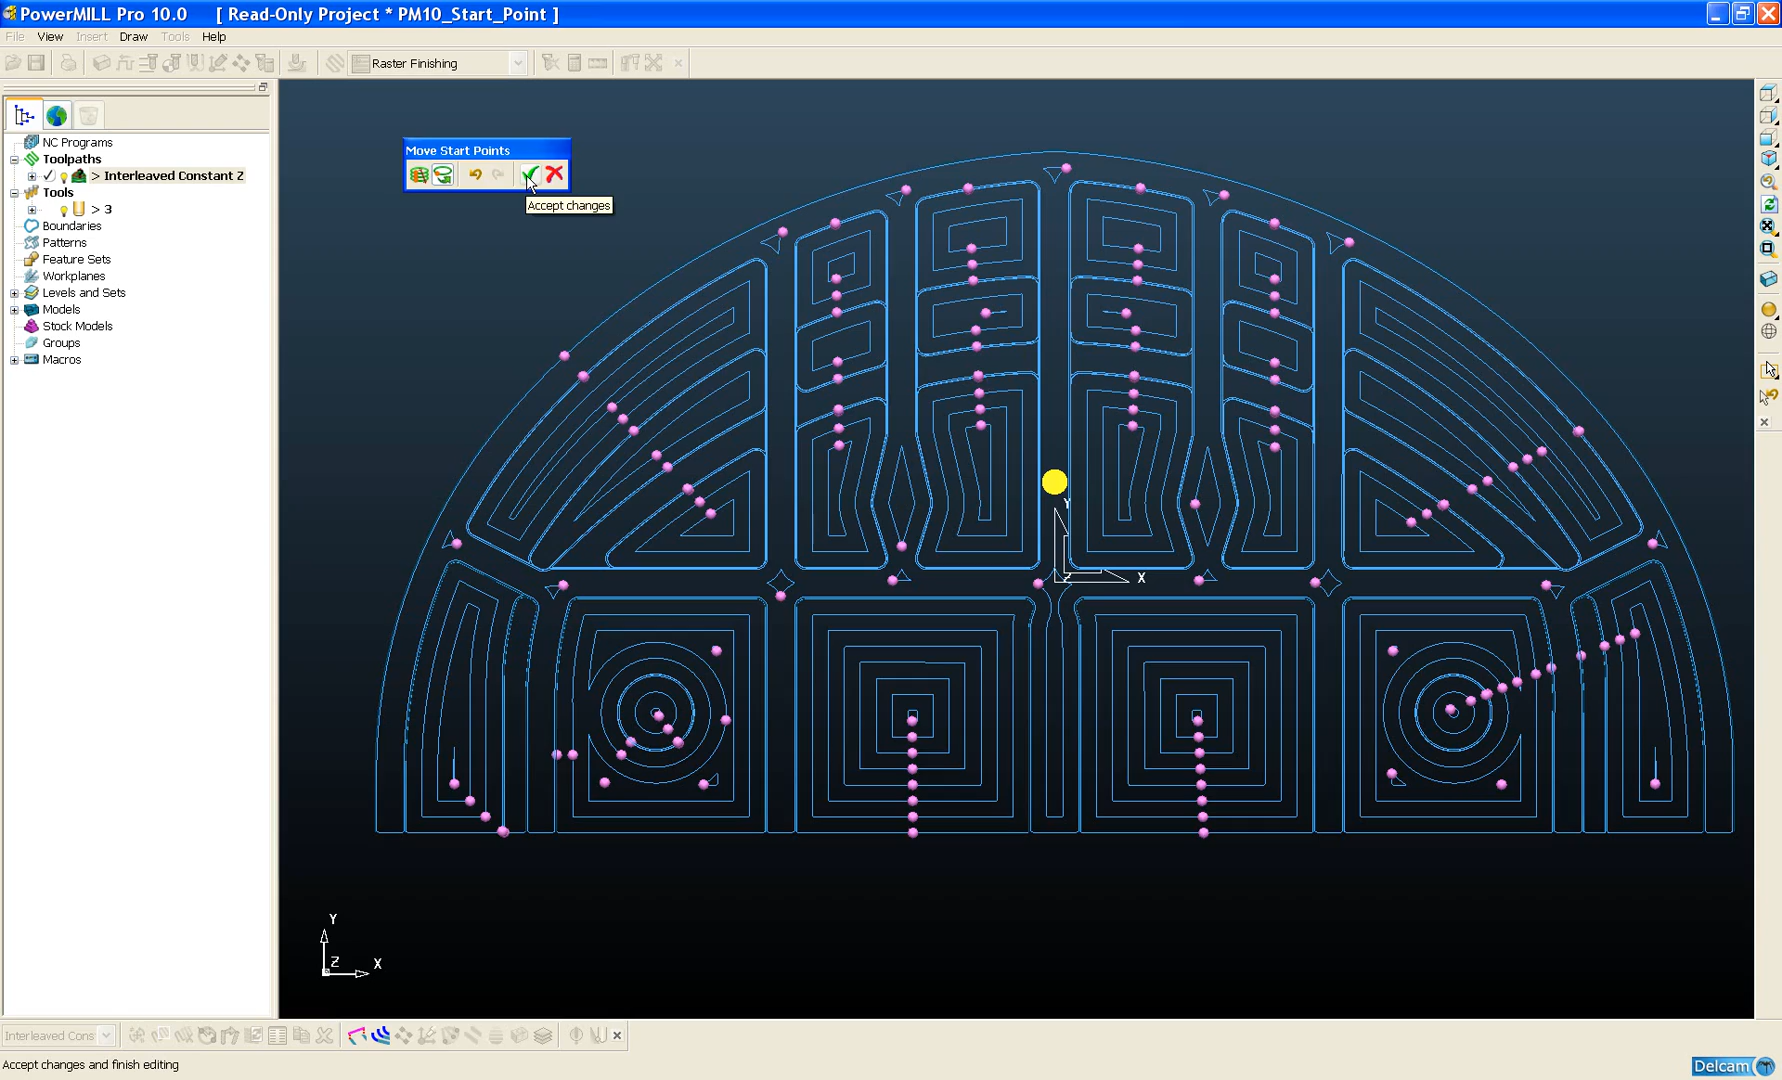 PowerMILL Pro 10.0    [ Read-Only Project * PM10_Start_Point ]
File View Insert Draw Tools Help
Raster Finishing
NC Programs
Toolpaths
> Interleaved Constant Z
Tools
> 3
Boundaries
Patterns
Feature Sets
Workplanes
Levels and Sets
Models
Stock Models
Groups
Macros
Move Start Points
Accept changes
Y
Z
X
Y
Z
X
Interleaved Cons
Accept changes and finish editing
Delcam